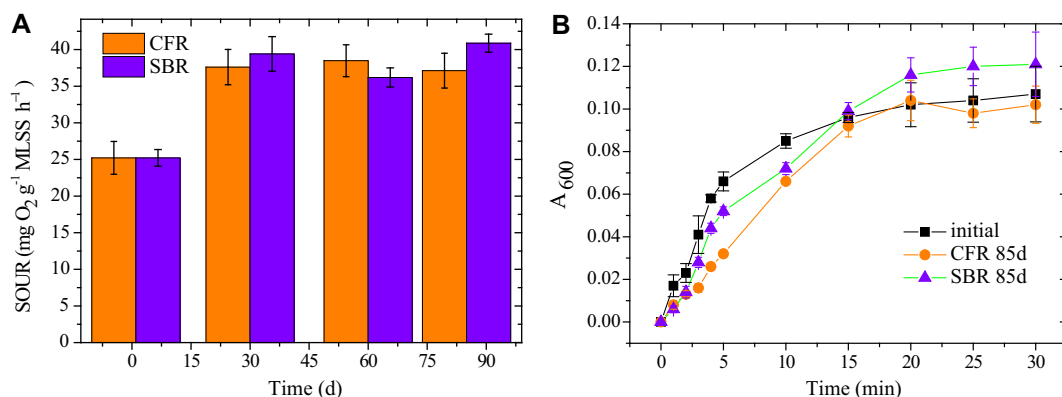 A
CFR
SBR
SOUR (mg O2 g-1 MLSS h-1)
40
35
30
25
20
15
10
5
0
0 15 30 45 60 75 90
Time (d)
B
A600
0.14
0.12
0.10
0.08
0.06
0.04
0.02
0.00
initial
CFR 85d
SBR 85d
0 5 10 15 20 25 30
Time (min)